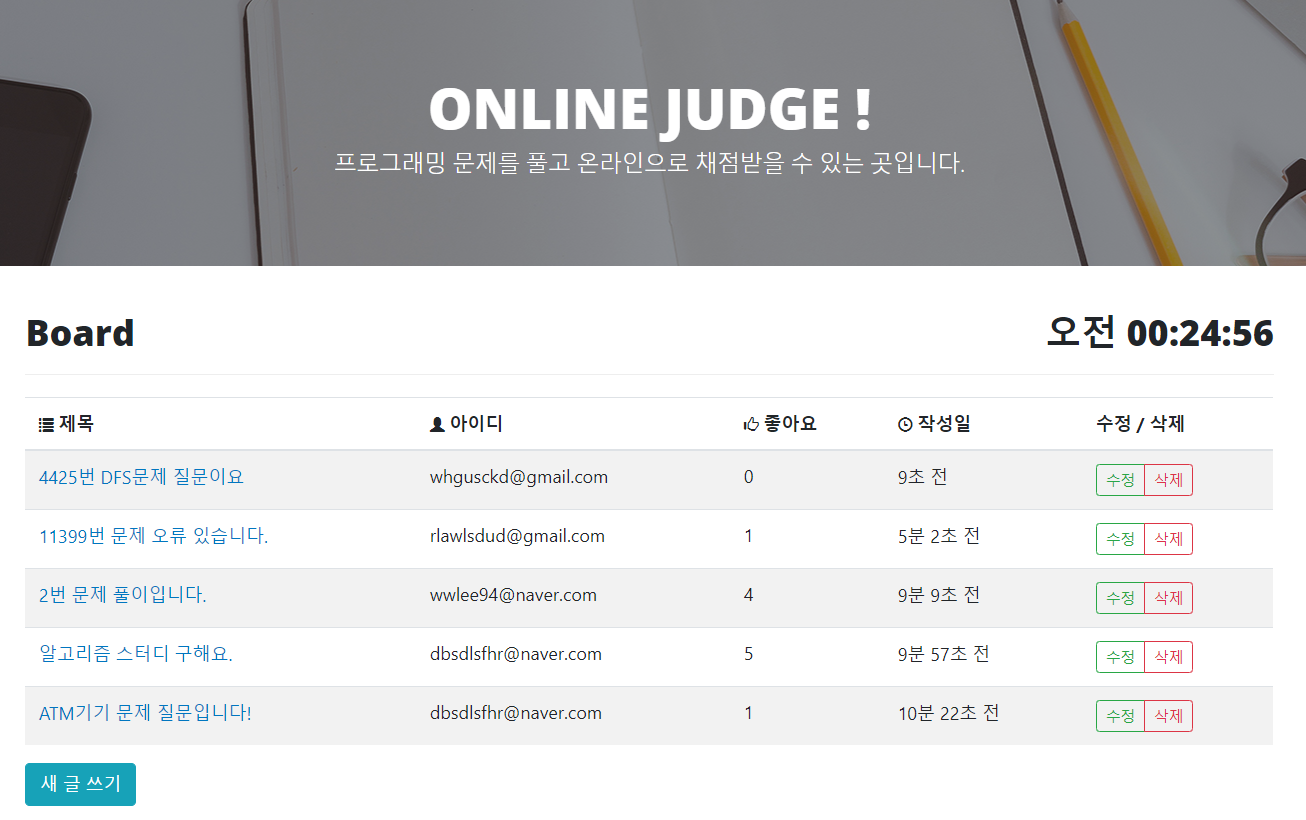 ONLINE JUDGE !
프로그래밍 문제를 풀고 온라인으로 채점받을 수 있는 곳입니다.
Board 오전 00:24:56
제목 아이디 좋아요 작성일 수정 / 삭제
4425번 DFS문제 질문이요 whgusckd@gmail.com 0 9초 전 수정 삭제
11399번 문제 오류 있습니다. rlawlsdud@gmail.com 1 5분 2초 전 수정 삭제
2번 문제 풀이입니다. wwlee94@naver.com 4 9분 9초 전 수정 삭제
알고리즘 스터디 구해요. dbsdlsfhr@naver.com 5 9분 57초 전 수정 삭제
ATM기기 문제 질문입니다! dbsdlsfhr@naver.com 1 10분 22초 전 수정 삭제
새 글 쓰기